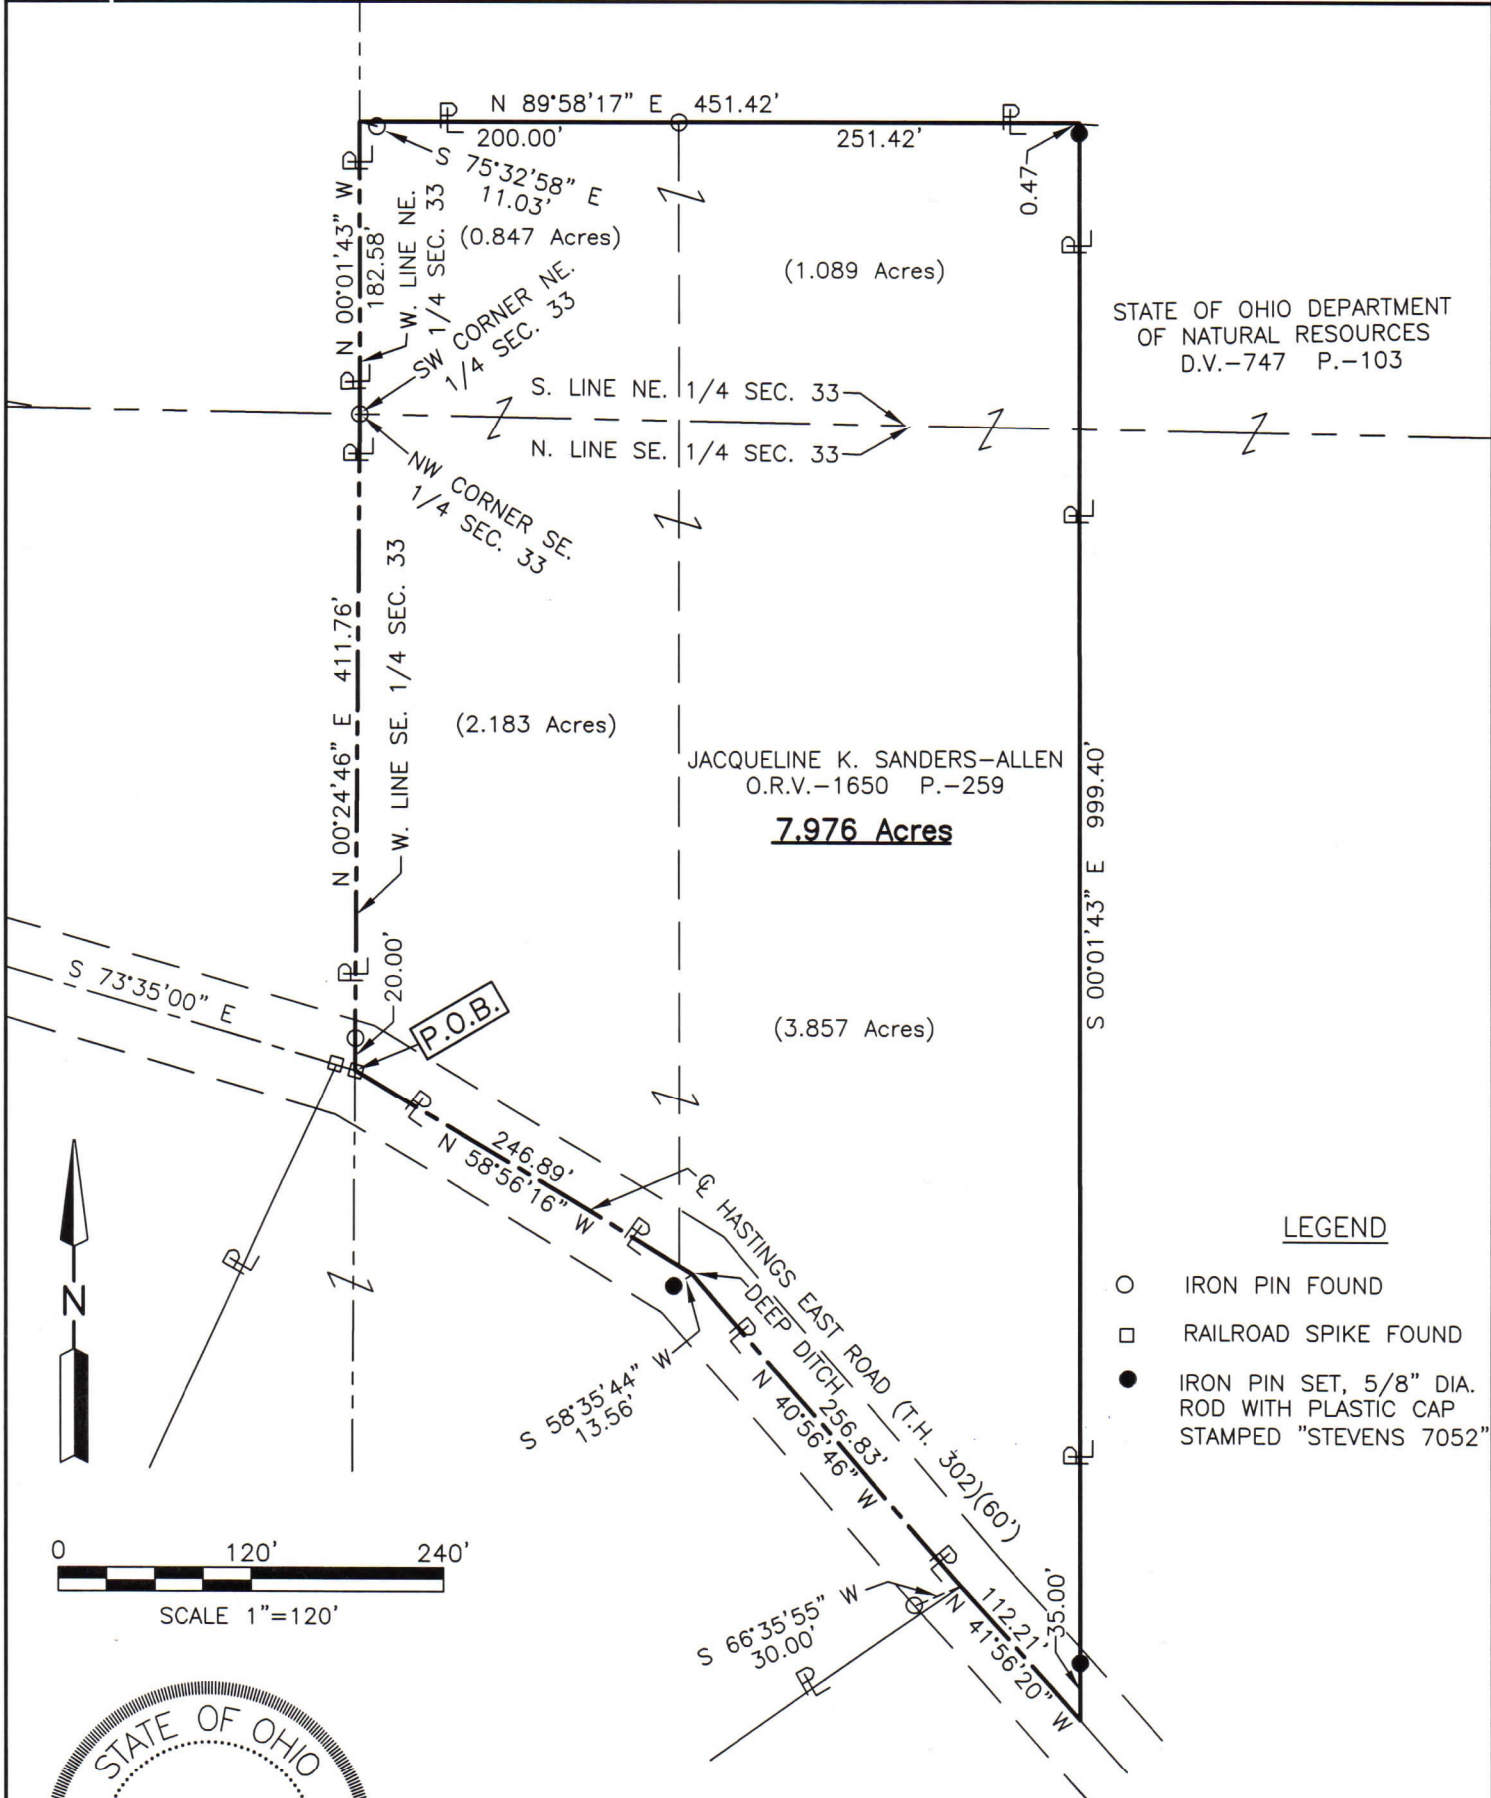 N 89°58'17" E 451.42'
200.00'
251.42'
S 75°32'58" E
11.03'
0.47
(0.847 Acres)
(1.089 Acres)
N 00°01'43" W
182.58'
W. LINE NE.
1/4 SEC. 33
SW CORNER NE.
1/4 SEC. 33
STATE OF OHIO DEPARTMENT
OF NATURAL RESOURCES
D.V.-747 P.-103
S. LINE NE. 1/4 SEC. 33
N. LINE SE. 1/4 SEC. 33
NW CORNER SE.
1/4 SEC. 33
N 00°24'46" E 411.76'
W. LINE SE. 1/4 SEC. 33
(2.183 Acres)
JACQUELINE K. SANDERS-ALLEN
O.R.V.-1650 P.-259
7.976 Acres
S 00°01'43" E 999.40'
S 73°35'00" E
20.00'
P.O.B.
(3.857 Acres)
246.89'
N 58°56'16" W
℄ HASTINGS EAST ROAD (T.H. 302)(60')
DEEP DITCH
S 58°35'44" W
13.56'
256.83'
N 40°56'46" W
S 66°35'55" W
30.00'
112.21'
N 41°56'20" W
35.00'
N
LEGEND
IRON PIN FOUND
RAILROAD SPIKE FOUND
IRON PIN SET, 5/8" DIA.
ROD WITH PLASTIC CAP
STAMPED "STEVENS 7052"
0 120' 240'
SCALE 1"=120'
STATE OF OHIO